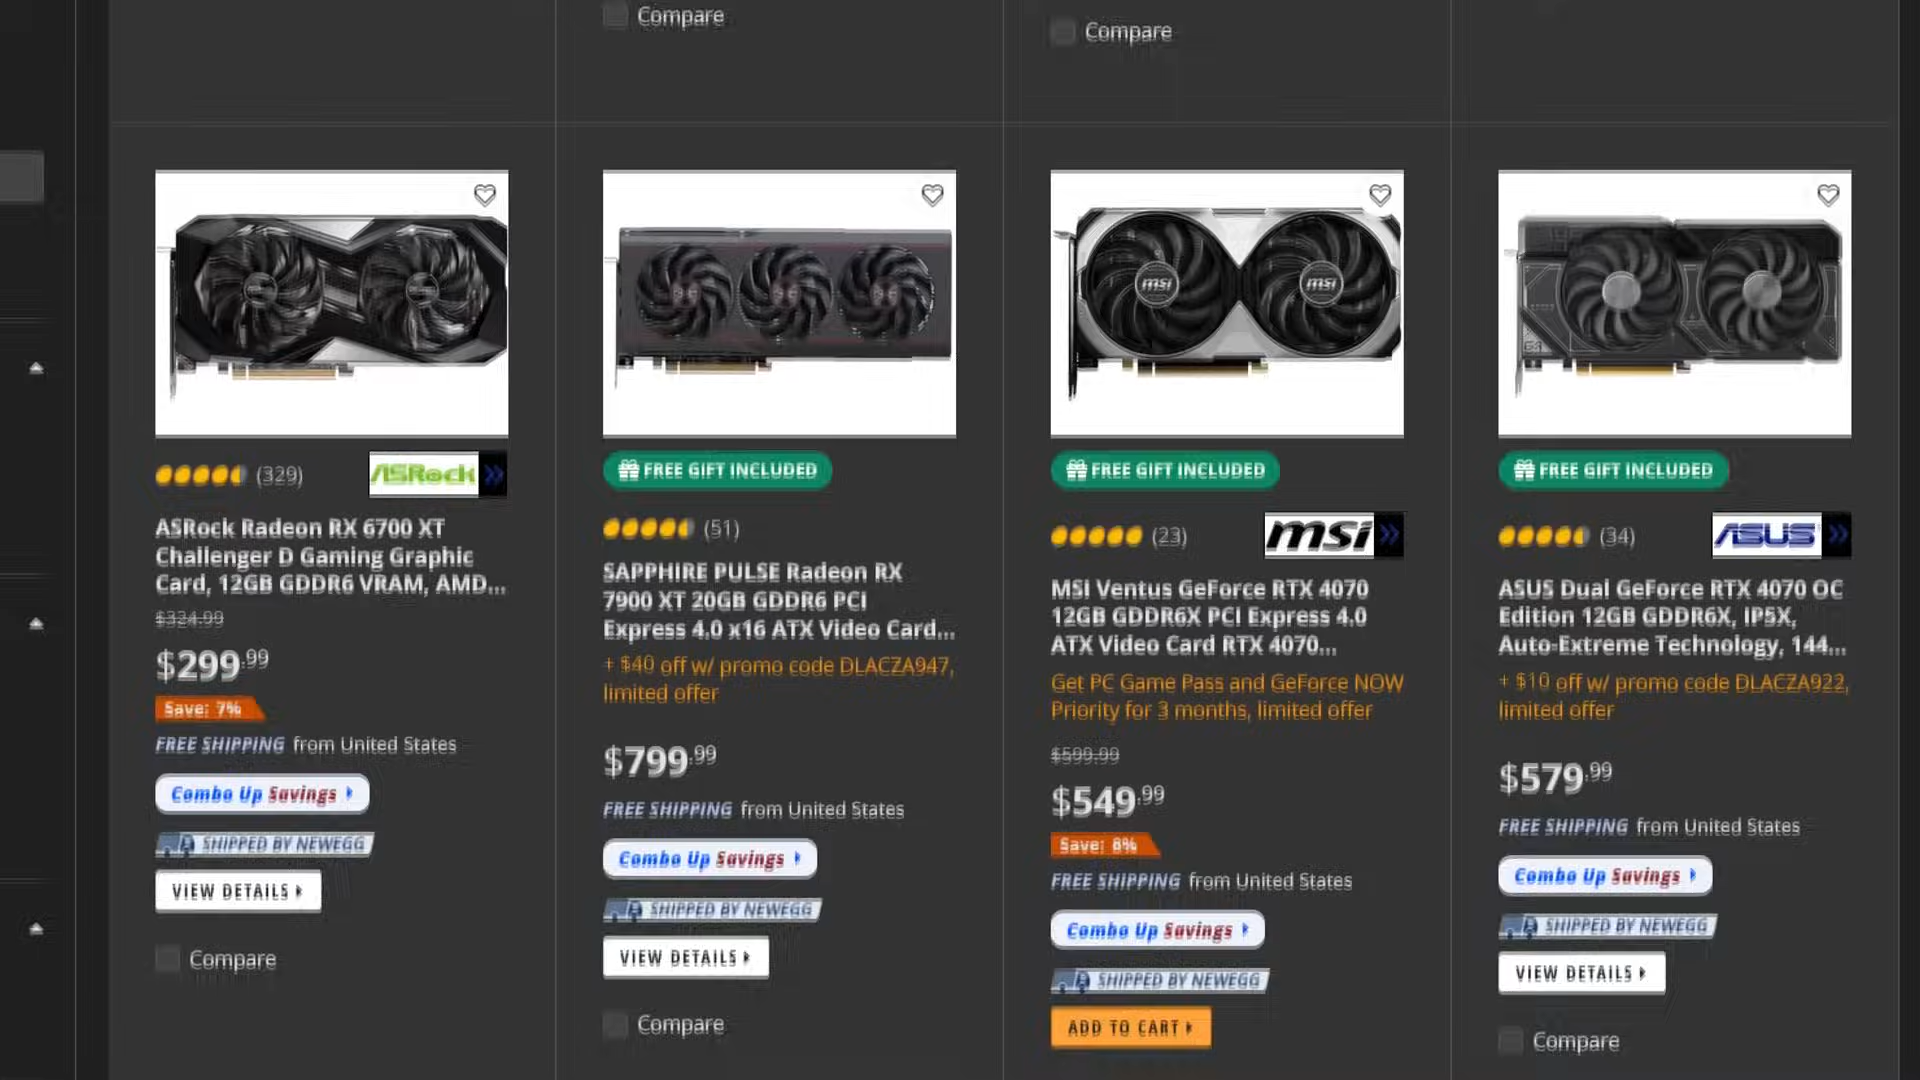 Compare
Compare
ASRock
(329)
ASRock Radeon RX 6700 XT
Challenger D Gaming Graphic
Card, 12GB GDDR6 VRAM, AMD...
$324.99
$299.99
Save: 7%
FREE SHIPPING from United States
Combo Up Savings
SHIPPED BY NEWEGG
VIEW DETAILS
Compare
FREE GIFT INCLUDED
(51)
SAPPHIRE PULSE Radeon RX
7900 XT 20GB GDDR6 PCI
Express 4.0 x16 ATX Video Card...
+ $40 off w/ promo code DLACZA947,
limited offer
$799.99
FREE SHIPPING from United States
Combo Up Savings
SHIPPED BY NEWEGG
VIEW DETAILS
Compare
msi
msi
FREE GIFT INCLUDED
(23)
msi
MSI Ventus GeForce RTX 4070
12GB GDDR6X PCI Express 4.0
ATX Video Card RTX 4070...
Get PC Game Pass and GeForce NOW
Priority for 3 months, limited offer
$599.99
$549.99
Save: 8%
FREE SHIPPING from United States
Combo Up Savings
SHIPPED BY NEWEGG
ADD TO CART
FREE GIFT INCLUDED
(34)
ASUS
ASUS Dual GeForce RTX 4070 OC
Edition 12GB GDDR6X, IP5X,
Auto-Extreme Technology, 144...
+ $10 off w/ promo code DLACZA922,
limited offer
$579.99
FREE SHIPPING from United States
Combo Up Savings
SHIPPED BY NEWEGG
VIEW DETAILS
Compare